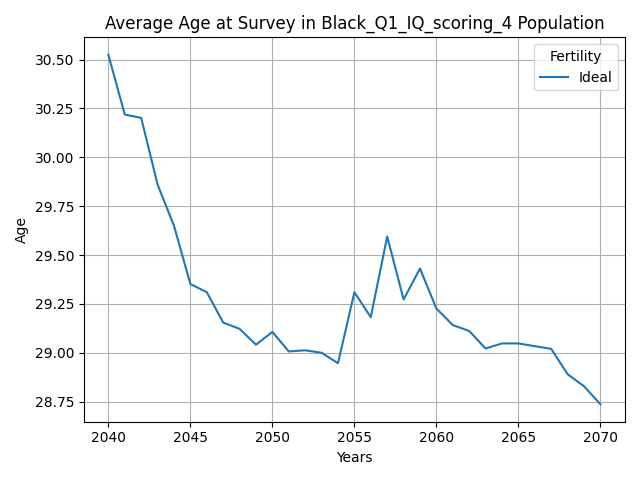 Average Age at Survey in Black_Q1_IQ_scoring_4 Population
Fertility
Ideal
30.50
30.25
30.00
29.75
29.50
29.25
29.00
28.75
Age
2040 2045 2050 2055 2060 2065 2070
Years